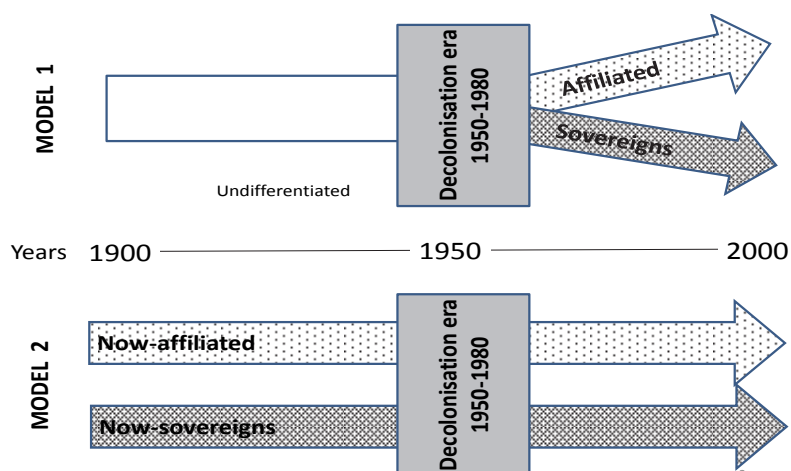 MODEL 1
Decolonisation era
1950-1980
Affiliated
Sovereigns
Undifferentiated
Years 1900 1950 2000
MODEL 2
Now-affiliated
Now-sovereigns
Decolonisation era
1950-1980